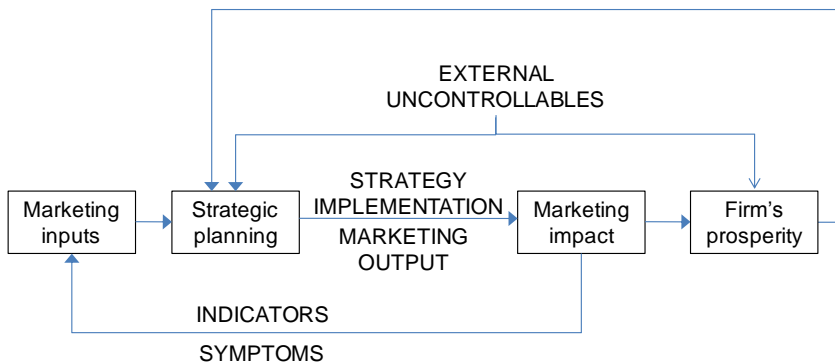 EXTERNAL
UNCONTROLLABLES
Marketing
inputs
Strategic
planning
STRATEGY
IMPLEMENTATION
MARKETING
OUTPUT
Marketing
impact
Firm's
prosperity
INDICATORS
SYMPTOMS